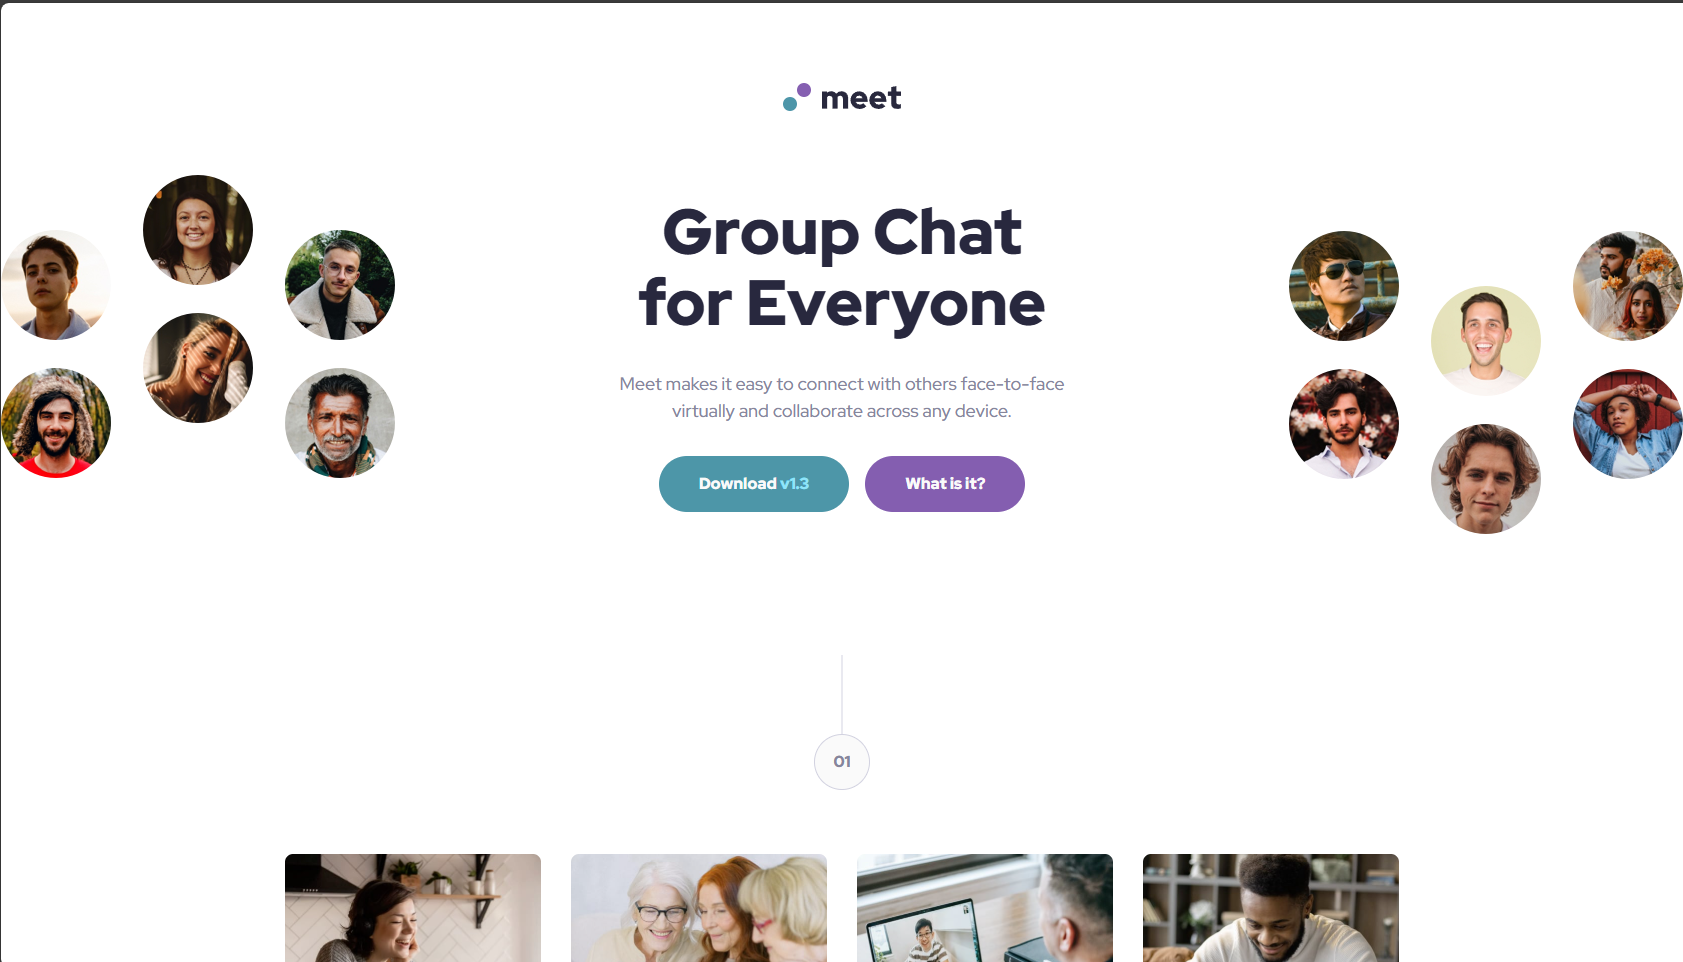 meet
Group Chat
for Everyone
Meet makes it easy to connect with others face-to-face
virtually and collaborate across any device.
Download v1.3
What is it?
01